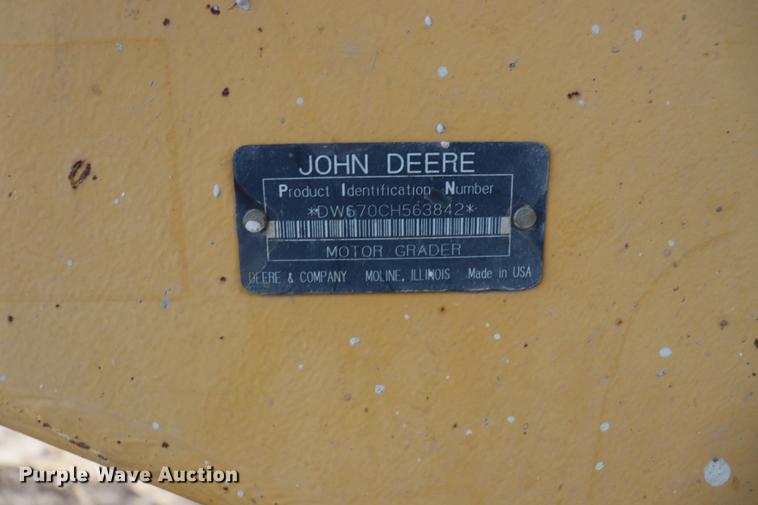 JOHN DEERE
Product Identification Number
*DW670CH563842*
MOTOR GRADER
DEERE & COMPANY MOLINE, ILLINOIS Made in USA
Purple Wave Auction